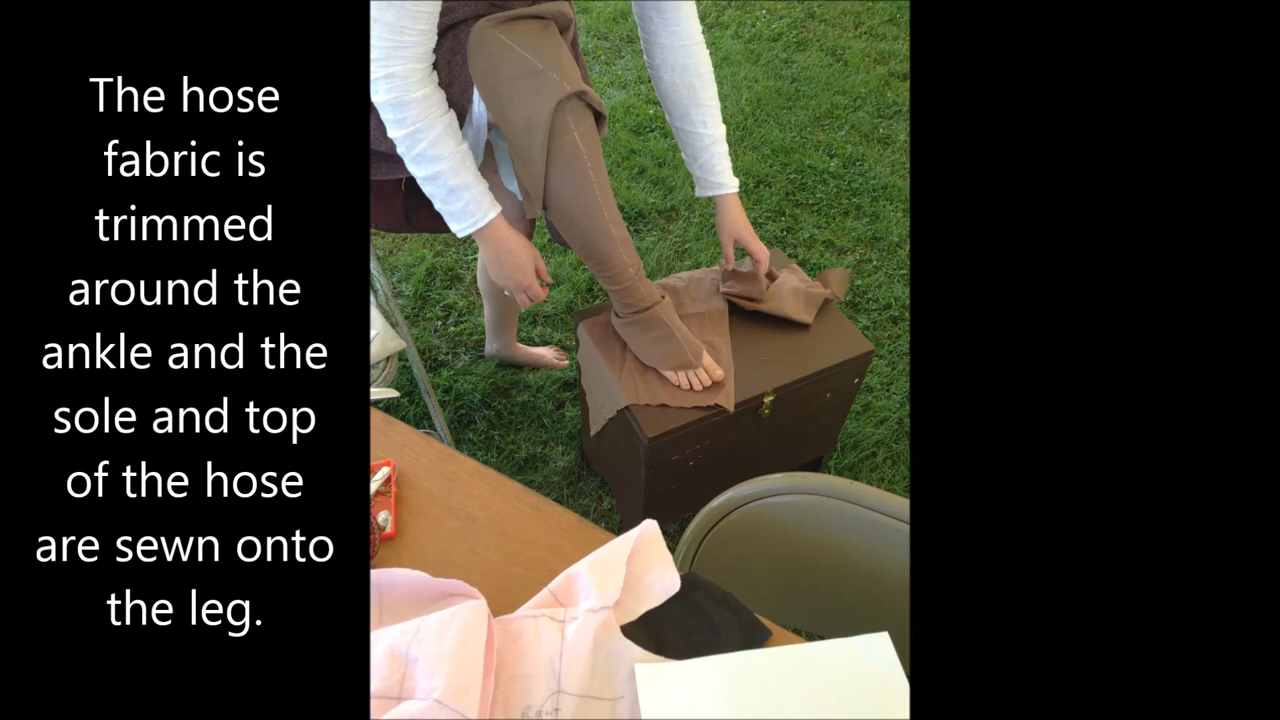 The hose
fabric is
trimmed
around the
ankle and the
sole and top
of the hose
are sewn onto
the leg.
RIGHT